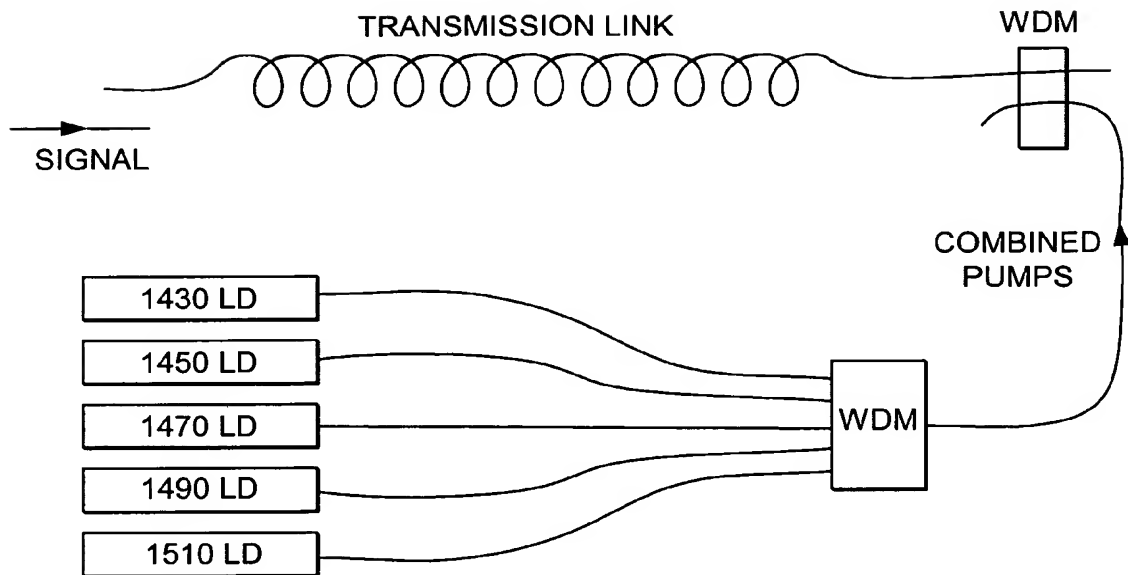 TRANSMISSION LINK
WDM
SIGNAL
COMBINED
PUMPS
1430 LD
1450 LD
1470 LD
1490 LD
1510 LD
WDM